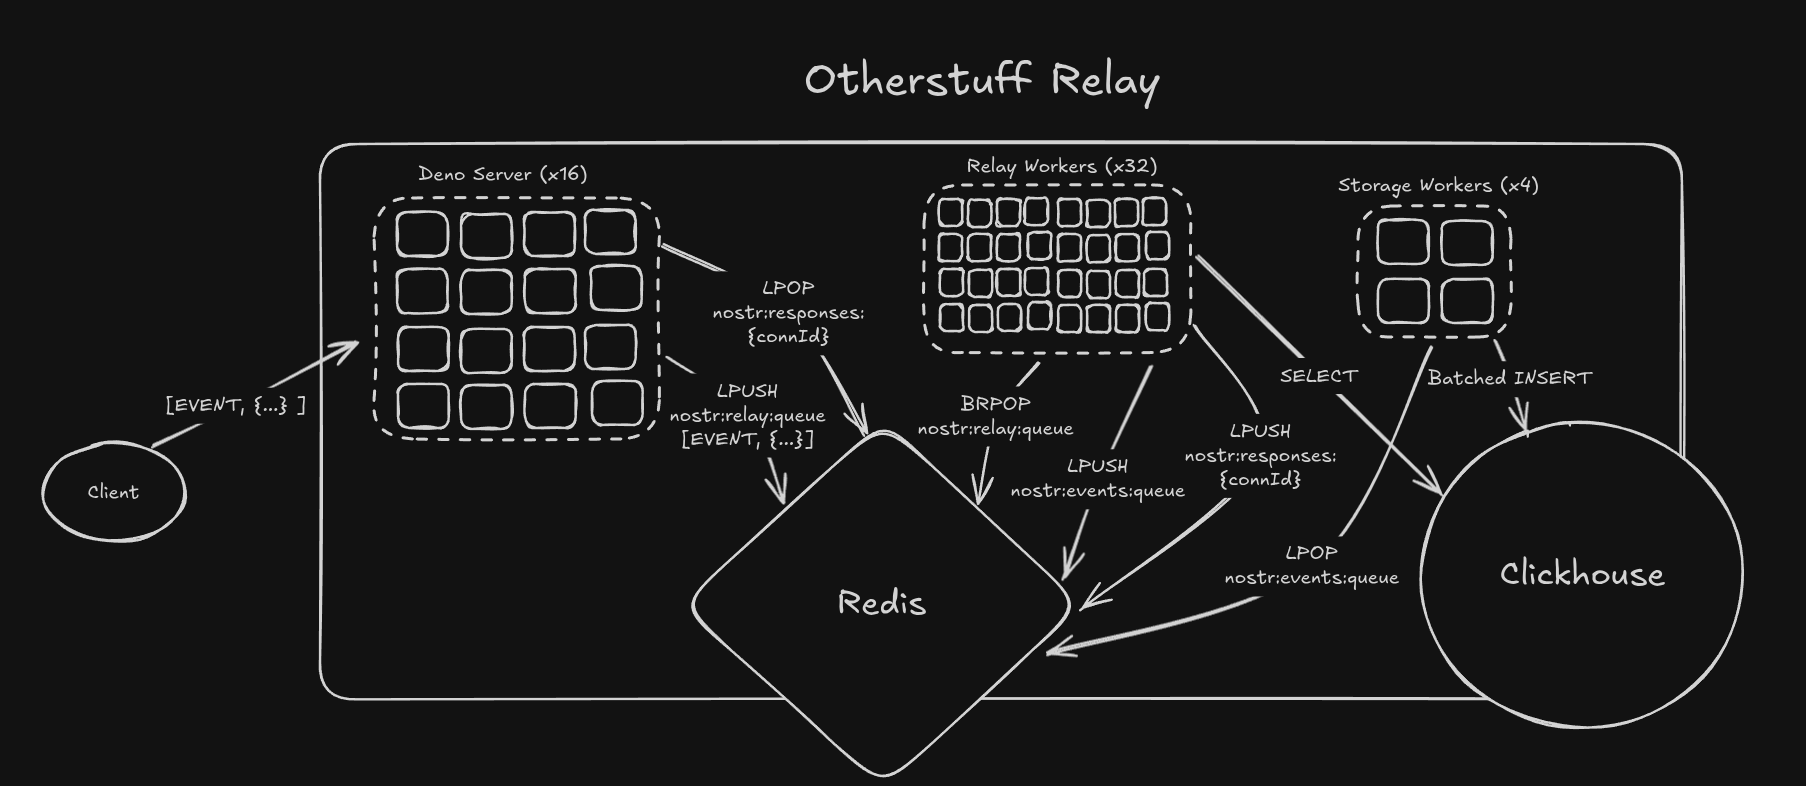 Otherstuff Relay
Deno Server (x16)
Relay Workers (x32)
Storage Workers (x4)
LPOP
nostr:responses:
{connId}
[EVENT, {...} ]
Client
LPUSH
nostr:relay:queue
[EVENT, {...}]
BRPOP
nostr:relay:queue
LPUSH
nostr:events:queue
LPUSH
nostr:responses:
{connId}
SELECT
Batched INSERT
LPOP
nostr:events:queue
Redis
Clickhouse